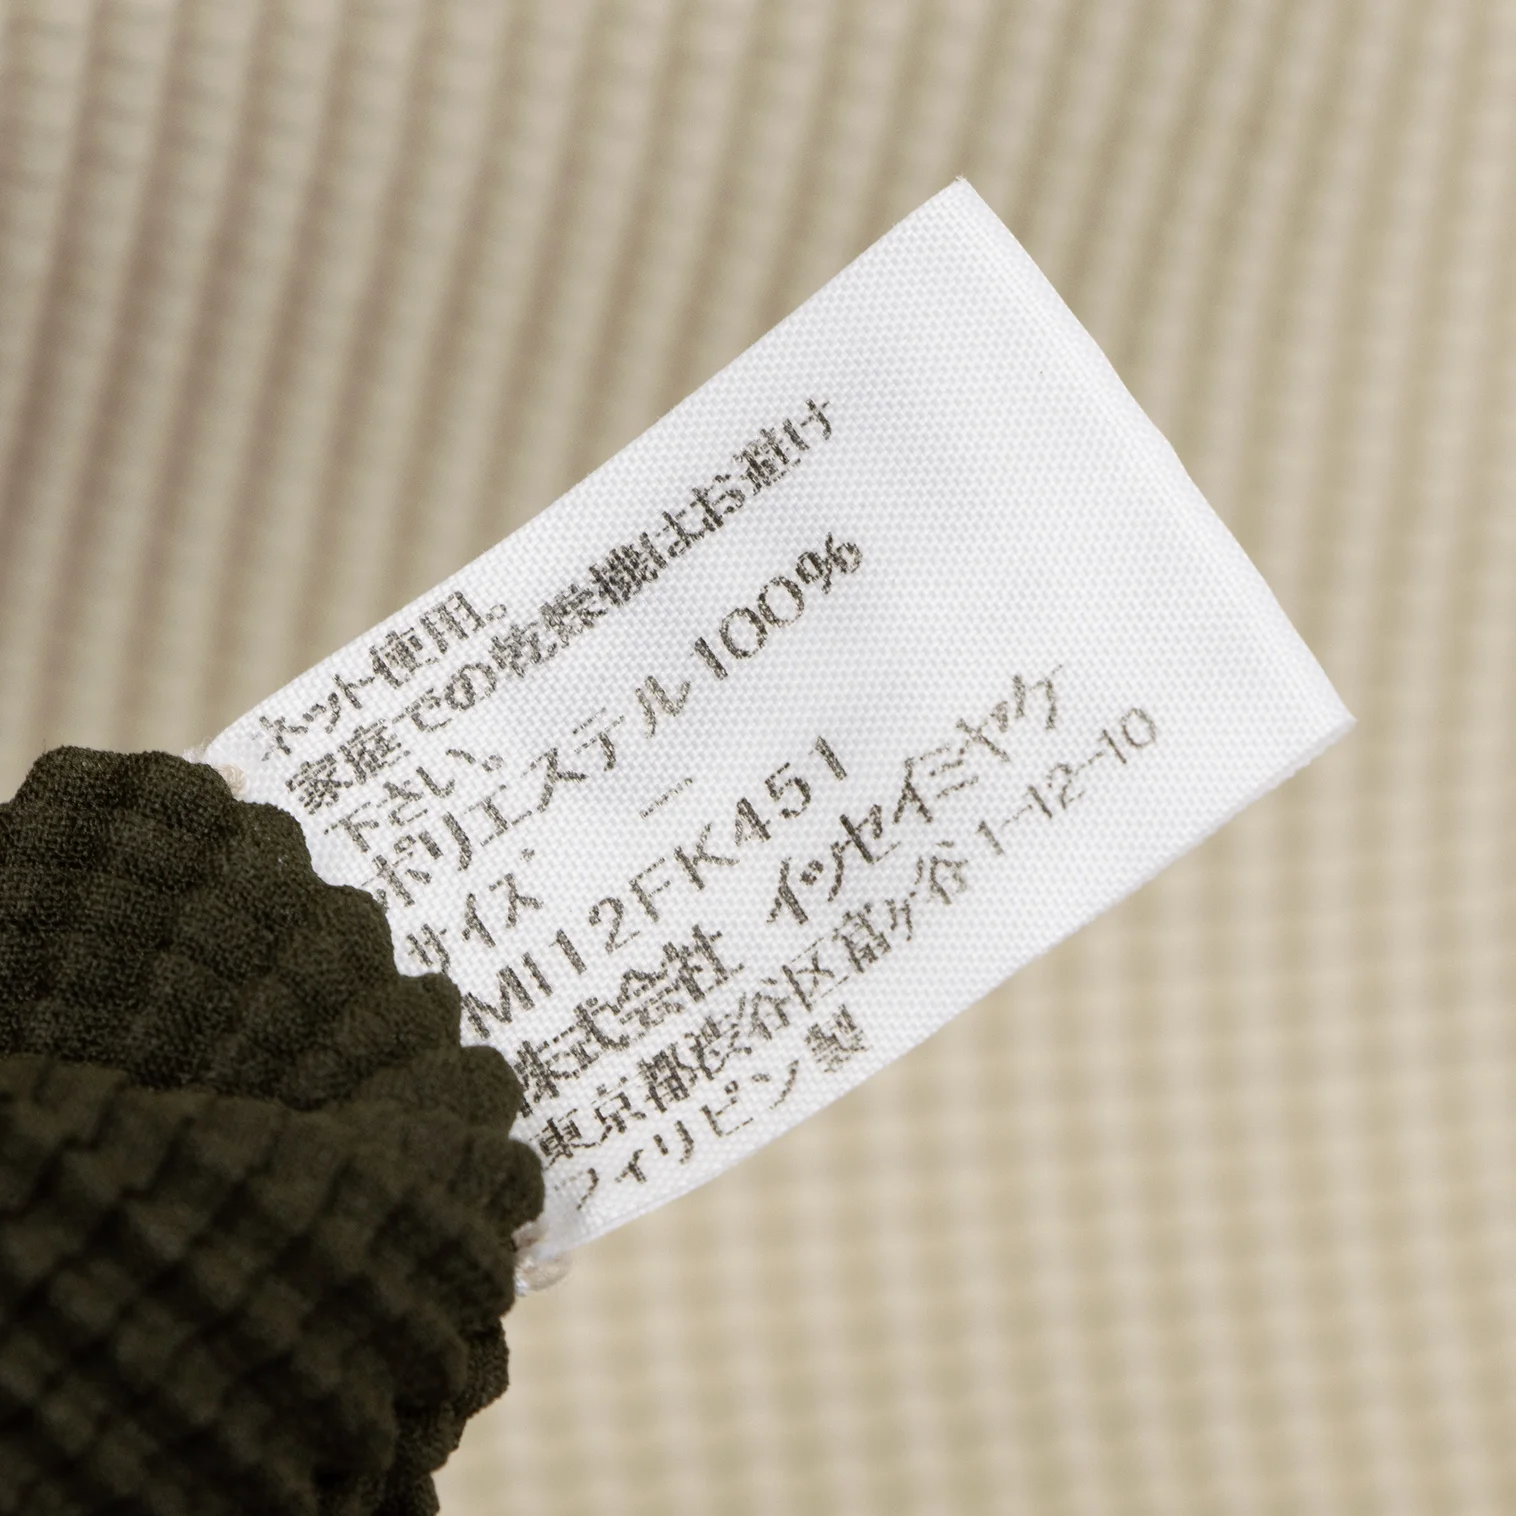 ネット使用。
家庭での乾燥機はお避け
下さい。
ポリエステル 100%
サイズ －
MI12FK451
株式会社 イッセイミヤケ
東京都渋谷区富ヶ谷 1-12-10
フィリピン製